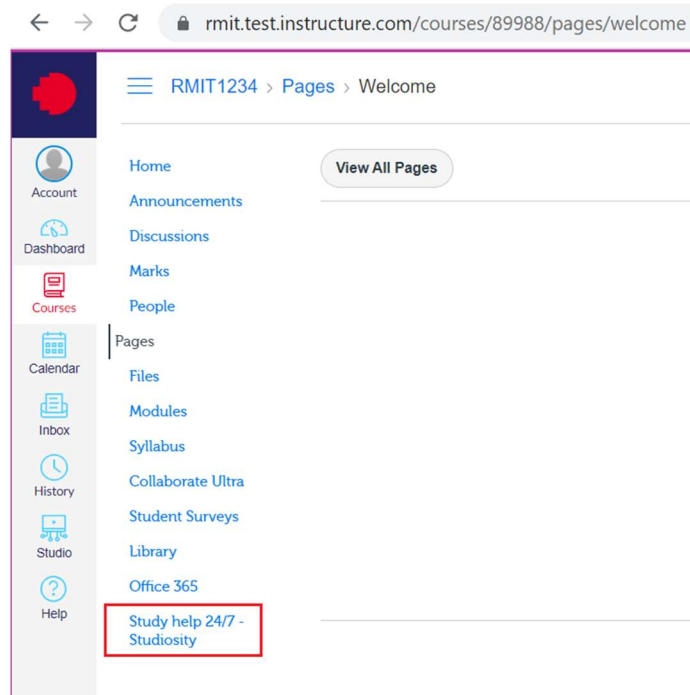 rmit.test.instructure.com/courses/89988/pages/welcome
RMIT1234 > Pages > Welcome
Account
Dashboard
Courses
Calendar
Inbox
History
Studio
Help
Home
Announcements
Discussions
Marks
People
Pages
Files
Modules
Syllabus
Collaborate Ultra
Student Surveys
Library
Office 365
Study help 24/7 -
Studiosity
View All Pages